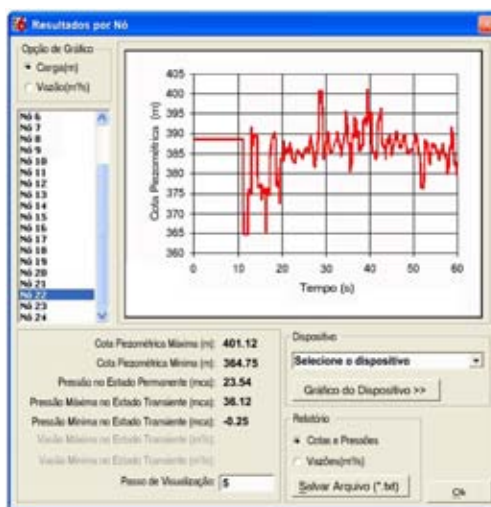 Resultados por Nó
Opção de Gráfico
Carga(m)
Vazão(m³/s)
Nó 6
Nó 7
Nó 8
Nó 9
Nó 10
Nó 11
Nó 12
Nó 13
Nó 14
Nó 15
Nó 16
Nó 17
Nó 18
Nó 19
Nó 20
Nó 21
Nó 22
Nó 23
Nó 24
Cota Piezométrica (m)
405
400
395
390
385
380
375
370
365
360
0 10 20 30 40 50 60
Tempo (s)
Cota Piezométrica Máxima (m): 401.12
Cota Piezométrica Mínima (m): 364.75
Pressão no Estado Permanente (mca): 23.54
Pressão Máxima no Estado Transiente (mca): 36.12
Pressão Mínima no Estado Transiente (mca): -0.25
Vazão Máxima no Estado Transiente (m³/s):
Vazão Mínima no Estado Transiente (m³/s):
Passo de Visualização: 5
Dispositivo
Selecione o dispositivo
Gráfico do Dispositivo >>
Relatório
Cotas e Pressões
Vazões(m³/s)
Salvar Arquivo (*.txt)
Ok